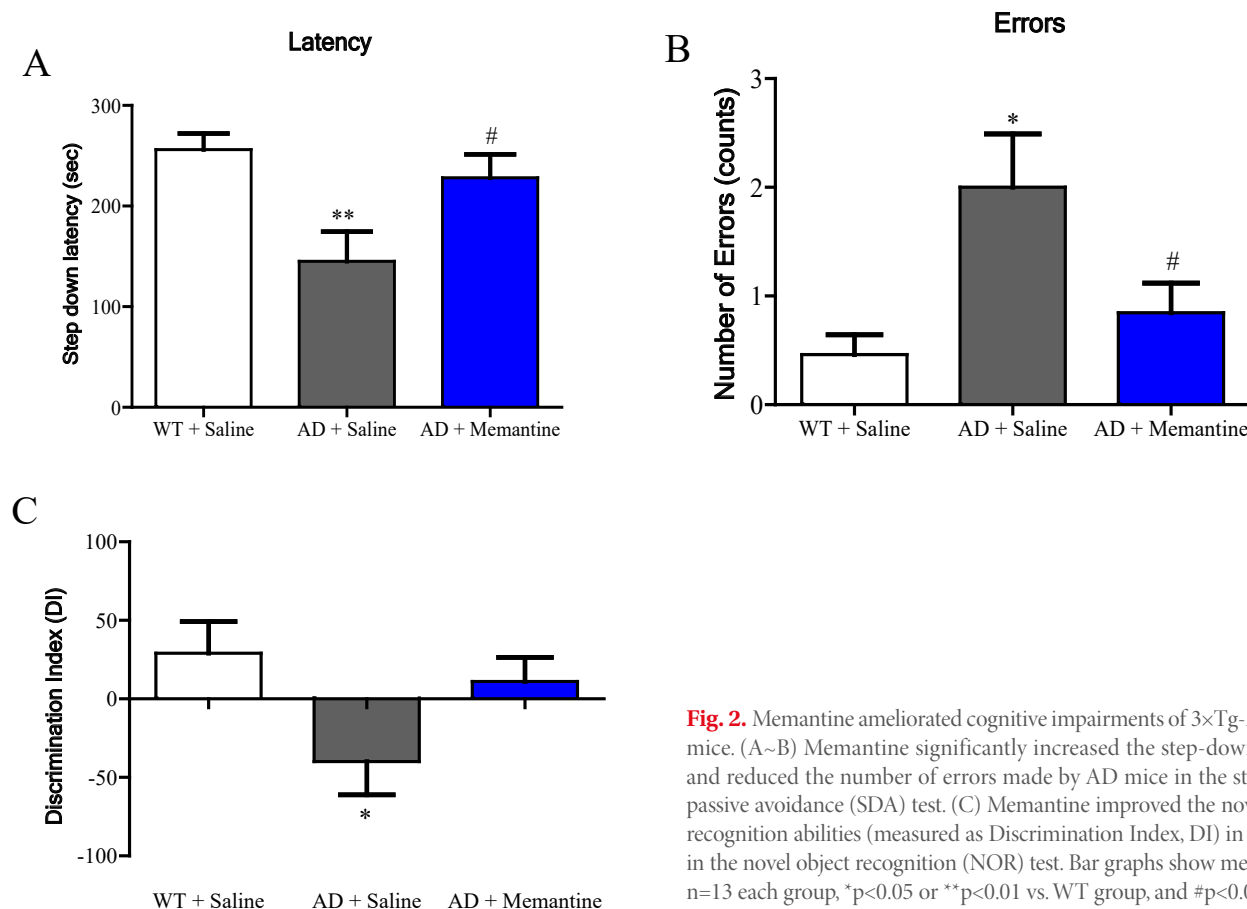 A
Latency
Step down latency (sec)
300
200
100
0
**
#
WT + Saline AD + Saline AD + Memantine
B
Errors
Number of Errors (counts)
3
2
1
0
*
#
WT + Saline AD + Saline AD + Memantine
C
Discrimination Index (DI)
100
50
0
-50
-100
*
WT + Saline AD + Saline AD + Memantine
Fig. 2. Memantine ameliorated cognitive impairments of 3×Tg-
mice. (A~B) Memantine significantly increased the step-dow
and reduced the number of errors made by AD mice in the st
passive avoidance (SDA) test. (C) Memantine improved the nov
recognition abilities (measured as Discrimination Index, DI) in
in the novel object recognition (NOR) test. Bar graphs show me
n=13 each group, *p<0.05 or **p<0.01 vs. WT group, and #p<0.0